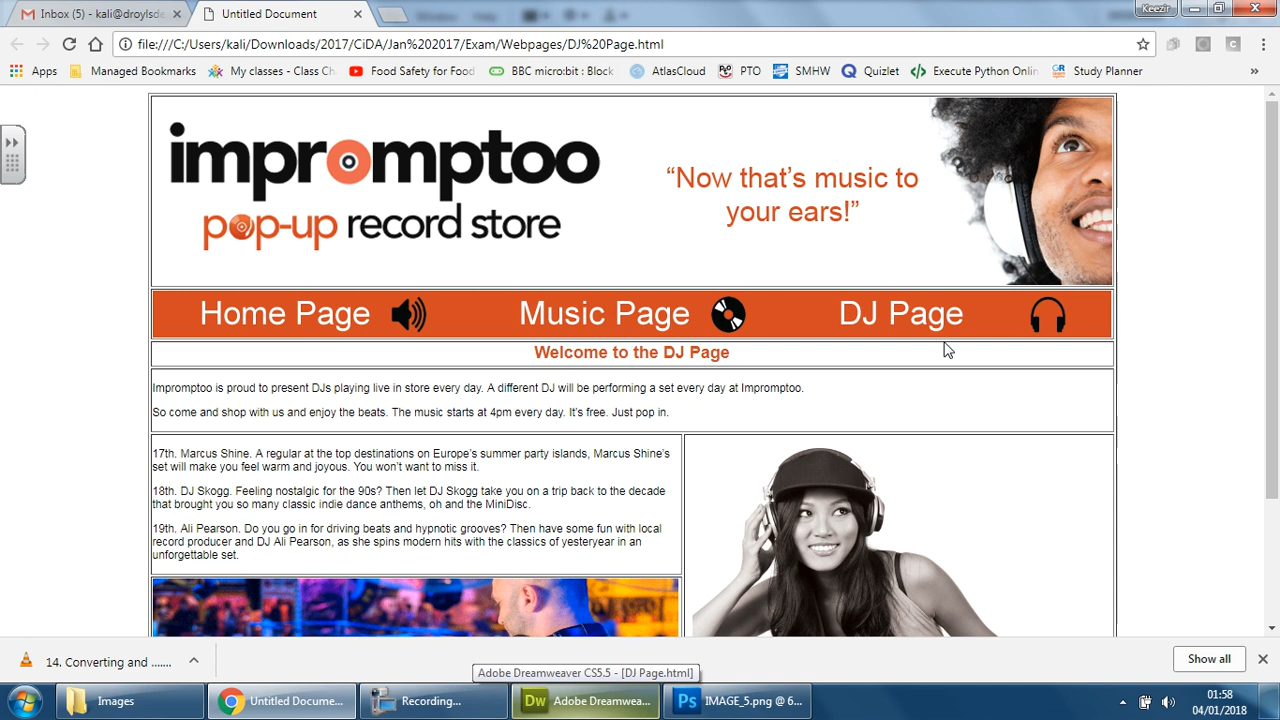 Inbox (5) - kali@droylsde
Untitled Document
Keezir
file:///C:/Users/kali/Downloads/2017/CiDA/Jan%202017/Exam/Webpages/DJ%20Page.html
Apps
Managed Bookmarks
My classes - Class Ch
Food Safety for Food
BBC micro:bit : Block
AtlasCloud
PTO
SMHW
Quizlet
Execute Python Onlin
Study Planner
impromptoo
pop-up record store
“Now that’s music to
your ears!”
Home Page
Music Page
DJ Page
Welcome to the DJ Page
Impromptoo is proud to present DJs playing live in store every day. A different DJ will be performing a set every day at Impromptoo.
So come and shop with us and enjoy the beats. The music starts at 4pm every day. It’s free. Just pop in.
17th. Marcus Shine. A regular at the top destinations on Europe’s summer party islands, Marcus Shine’s
set will make you feel warm and joyous. You won’t want to miss it.
18th. DJ Skogg. Feeling nostalgic for the 90s? Then let DJ Skogg take you on a trip back to the decade
that brought you so many classic indie dance anthems, oh and the MiniDisc.
19th. Ali Pearson. Do you go in for driving beats and hypnotic grooves? Then have some fun with local
record producer and DJ Ali Pearson, as she spins modern hits with the classics of yesteryear in an
unforgettable set.
14. Converting and .......
Show all
Adobe Dreamweaver CS5.5 - [DJ Page.html]
Images
Untitled Docume...
Recording...
Dw
Adobe Dreamwea...
Ps
IMAGE_5.png @ 6...
01:58
04/01/2018